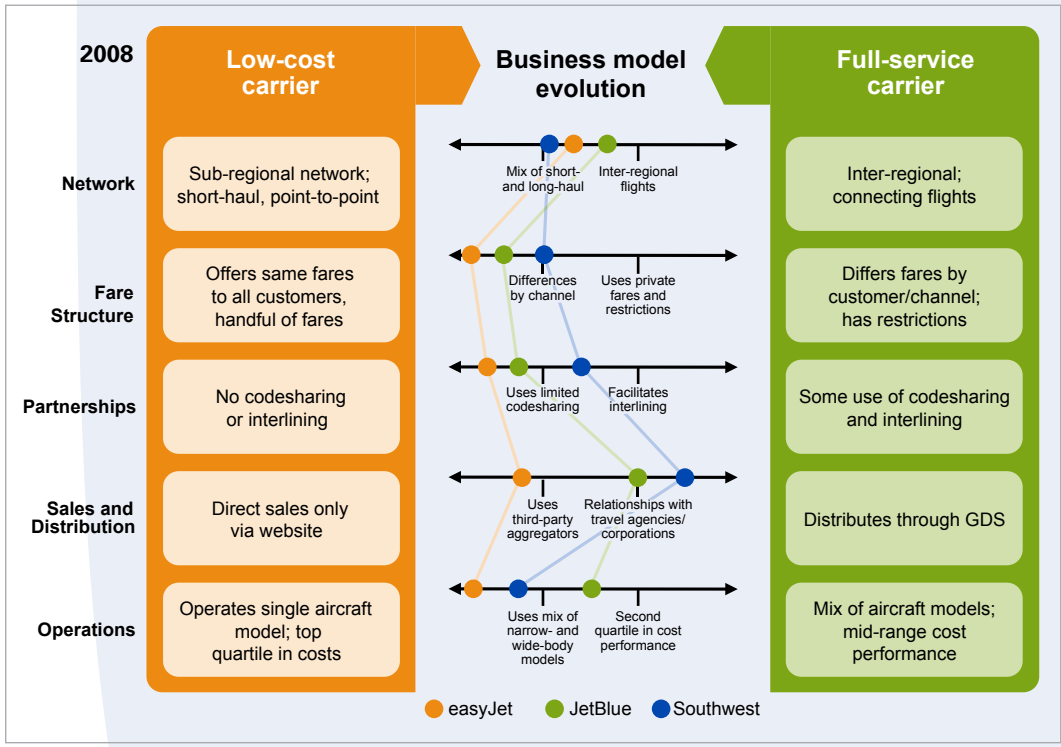 2008
Low-cost
carrier
Business model
evolution
Full-service
carrier
Network
Sub-regional network;
short-haul, point-to-point
Mix of short-
and long-haul
Inter-regional
flights
Inter-regional;
connecting flights
Fare
Structure
Offers same fares
to all customers,
handful of fares
Differences
by channel
Uses private
fares and
restrictions
Differs fares by
customer/channel;
has restrictions
Partnerships
No codesharing
or interlining
Uses limited
codesharing
Facilitates
interlining
Some use of codesharing
and interlining
Sales and
Distribution
Direct sales only
via website
Uses
third-party
aggregators
Relationships with
travel agencies/
corporations
Distributes through GDS
Operations
Operates single aircraft
model; top
quartile in costs
Uses mix of
narrow- and
wide-body
models
Second
quartile in cost
performance
Mix of aircraft models;
mid-range cost
performance
easyJet
JetBlue
Southwest